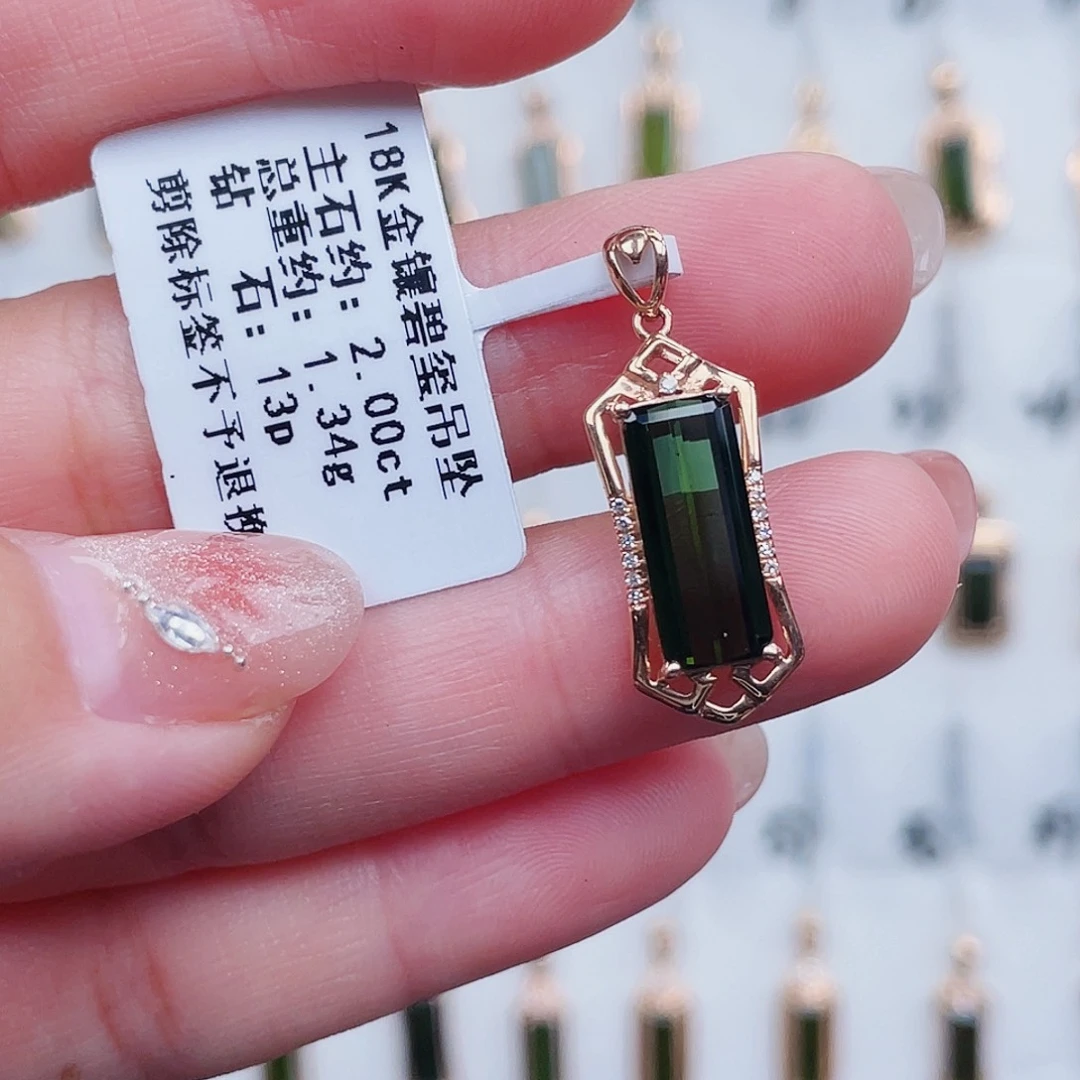 18K金镶碧玺吊坠
主石约: 2.00ct
总重约: 1.34g
钻 石: 13p
剪除标签不予退换